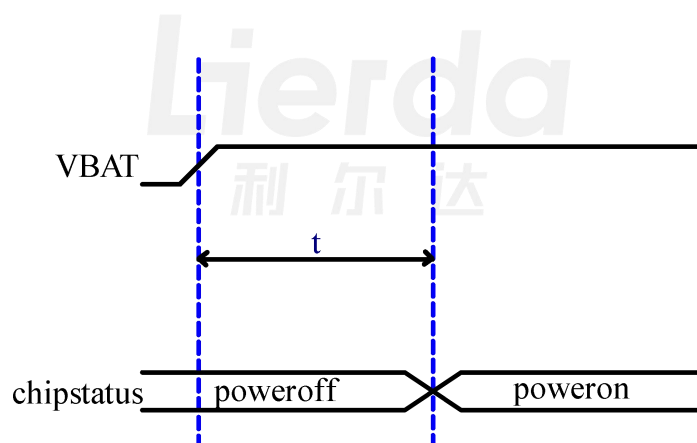 Lierda
利尔达
VBAT
t
chipstatus
poweroff
poweron